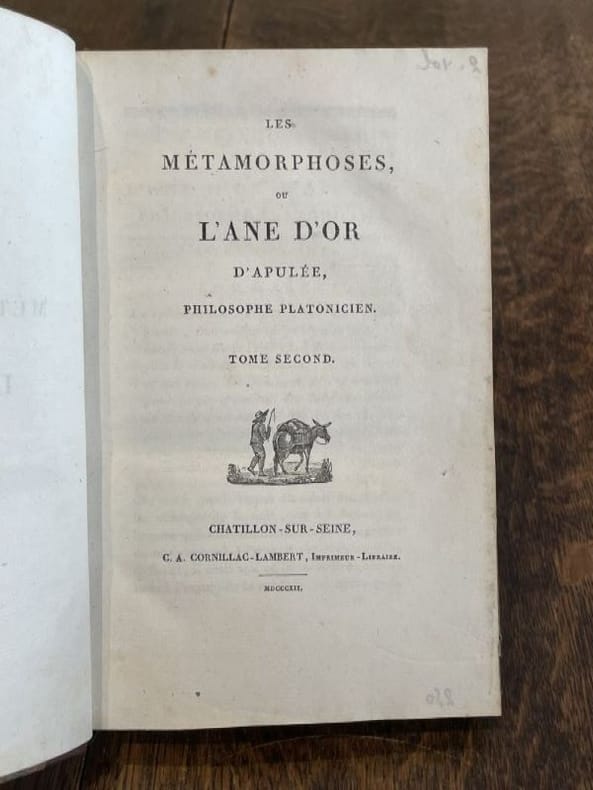 LES
MÉTAMORPHOSES,
OU
L'ANE D'OR
D'APULÉE,
PHILOSOPHE PLATONICIEN.
TOME SECOND.
CHATILLON-SUR-SEINE,
C. A. CORNILLAC-LAMBERT, IMPRIMEUR-LIBRAIRE.
MDCCCXII.